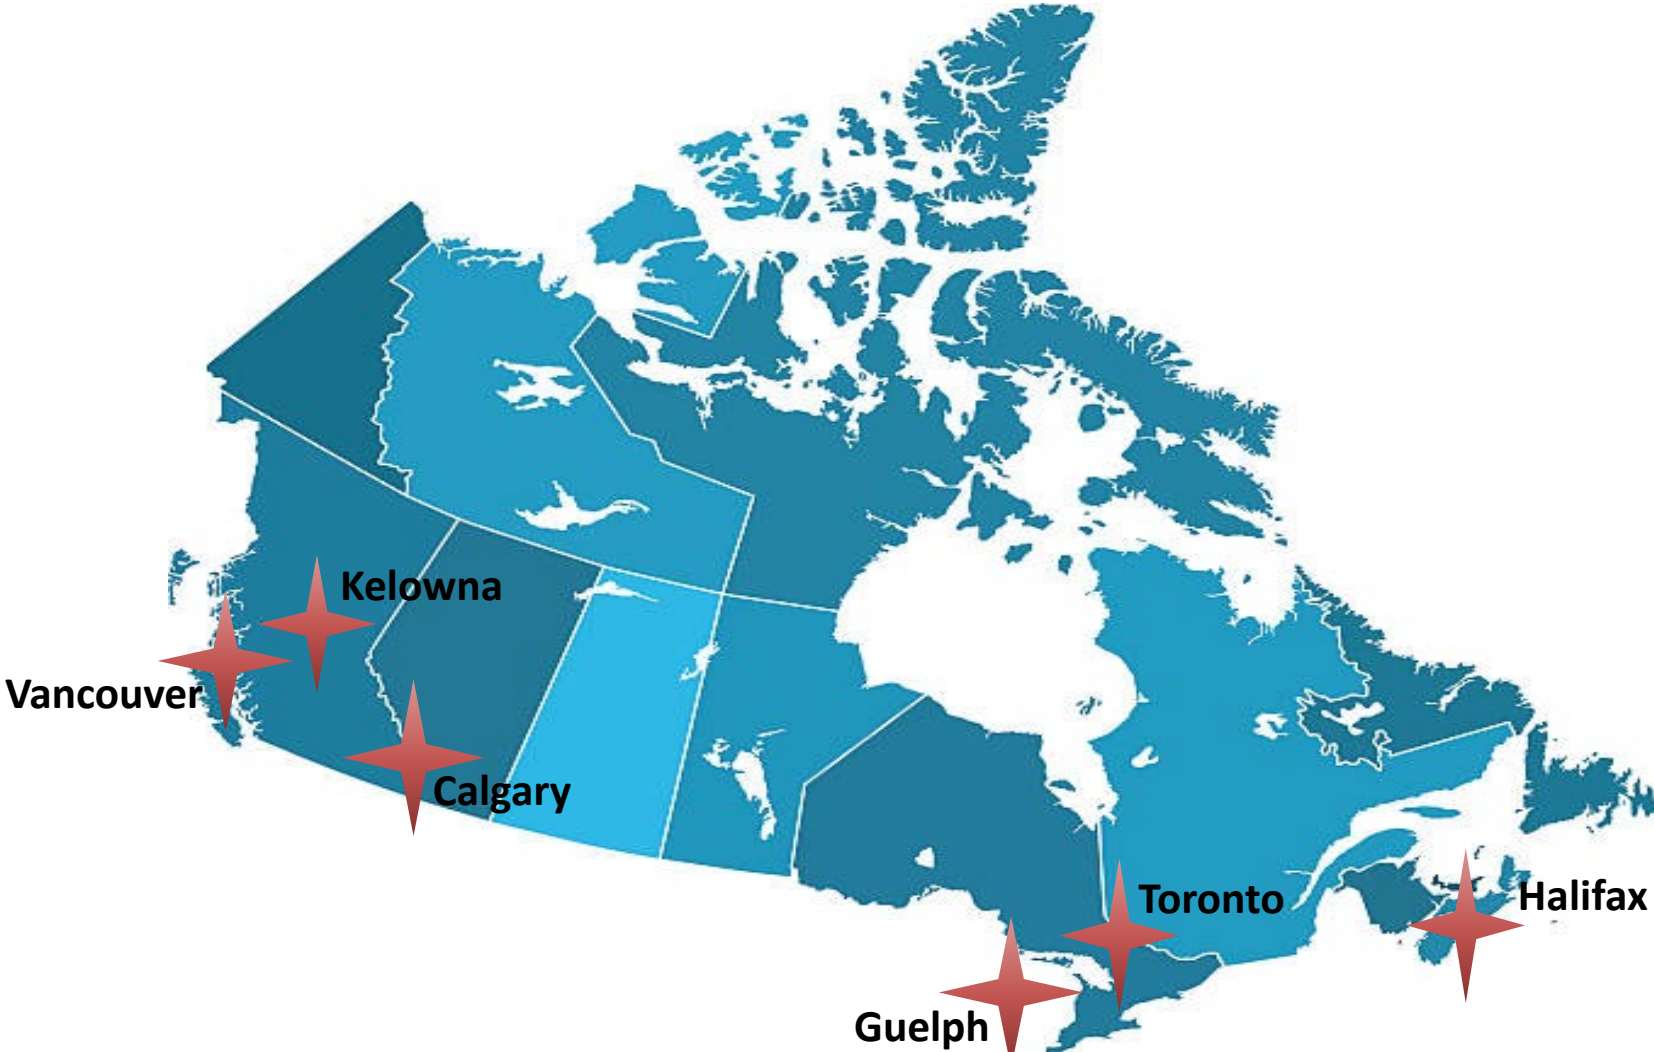 Kelowna
Vancouver
Calgary
Toronto
Halifax
Guelph